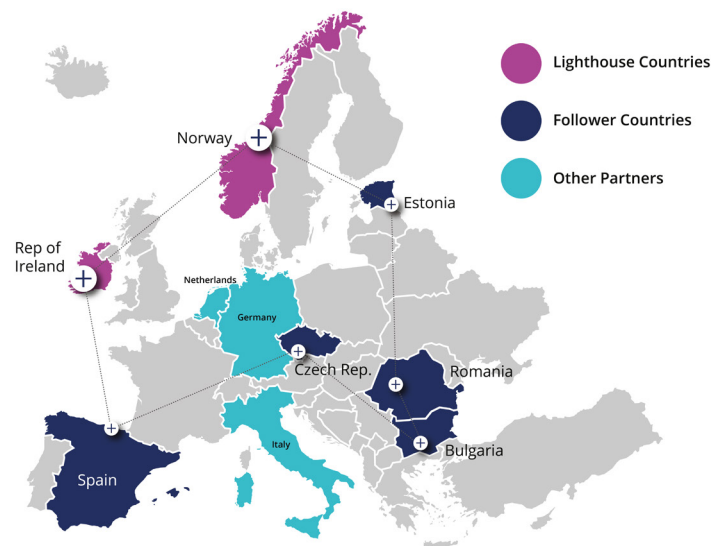 Lighthouse Countries
Norway
Follower Countries
Other Partners
Estonia
Rep of
Ireland
Netherlands
Germany
Czech Rep.
Romania
Italy
Bulgaria
Spain